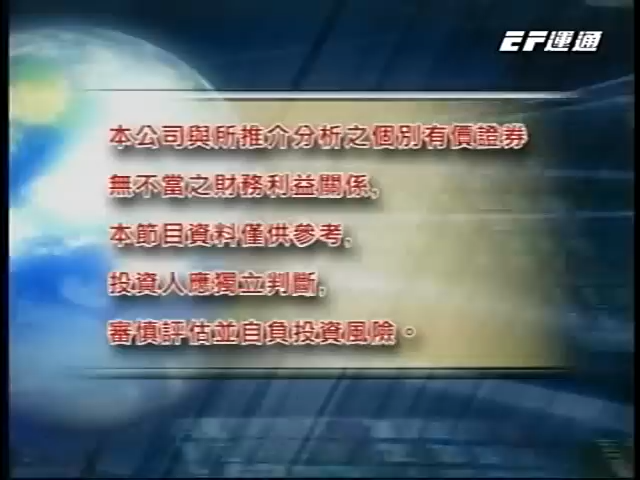 EF運通
本公司與所推介分析之個別有價證券
無不當之財務利益關係,
本節目資料僅供參考,
投資人應獨立判斷,
審慎評估並自負投資風險。